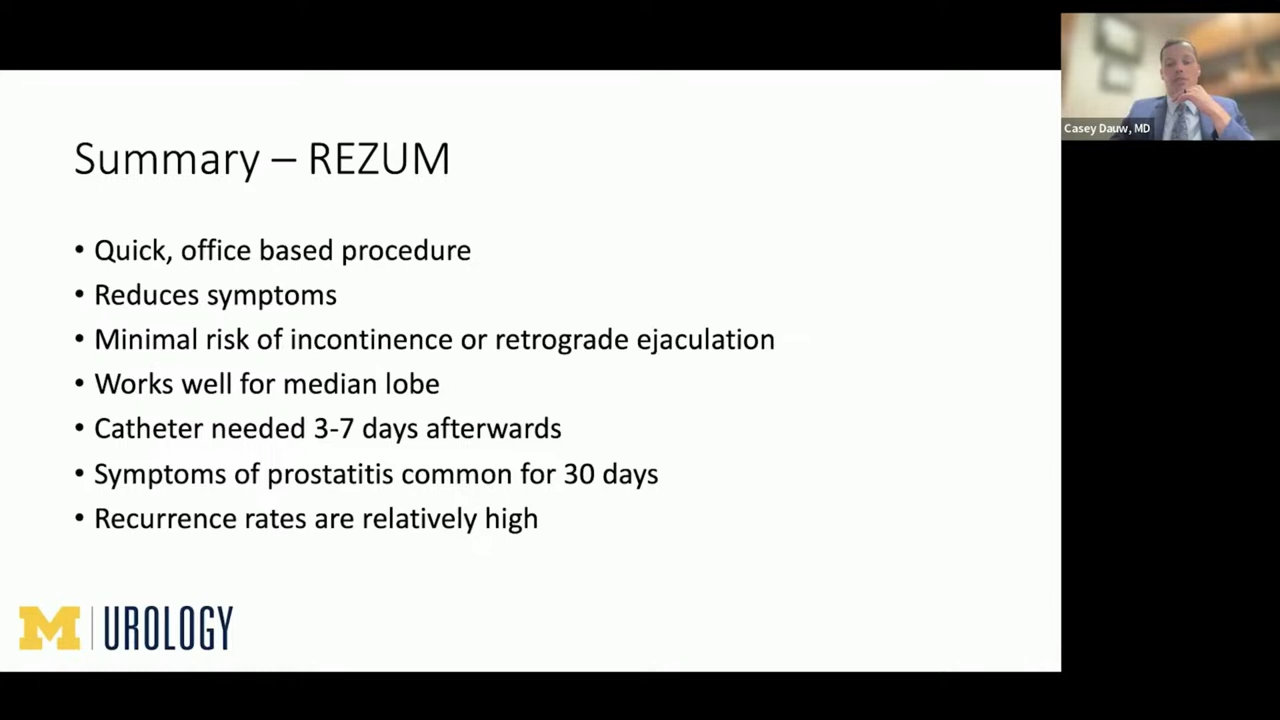 Summary – REZUM
• Quick, office based procedure
• Reduces symptoms
• Minimal risk of incontinence or retrograde ejaculation
• Works well for median lobe
• Catheter needed 3-7 days afterwards
• Symptoms of prostatitis common for 30 days
• Recurrence rates are relatively high
M | UROLOGY
Casey Dauw, MD